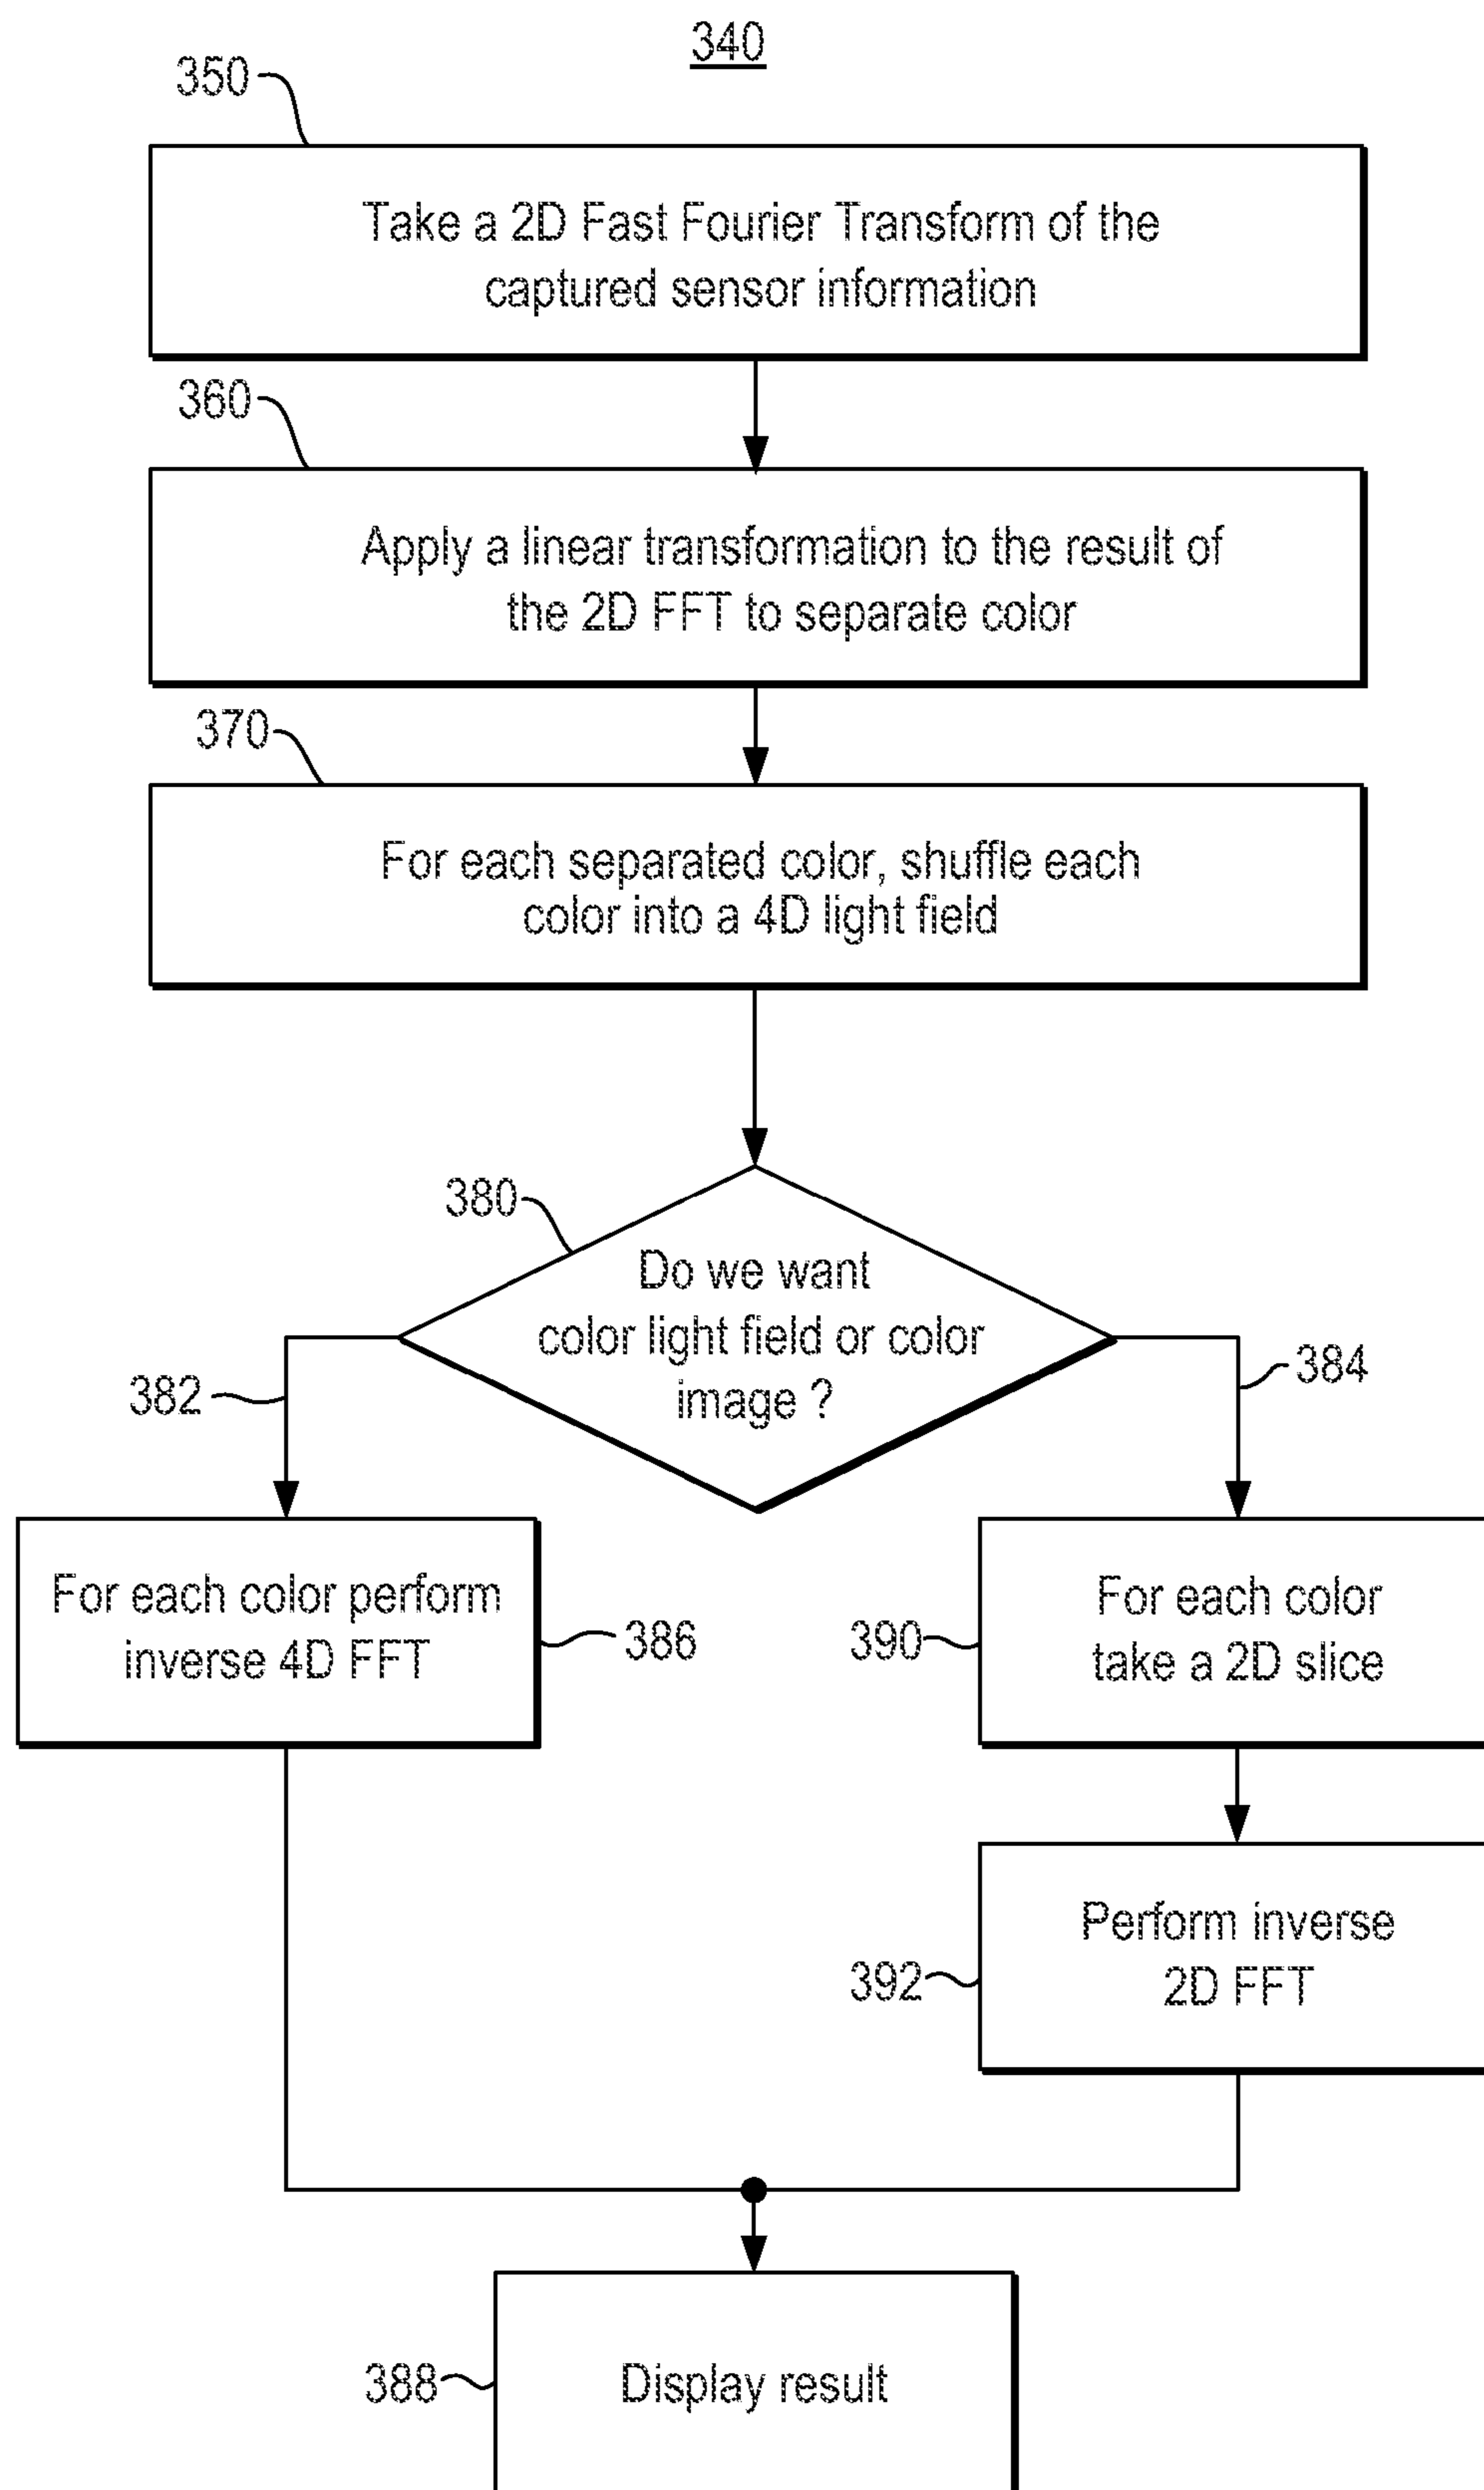 340
350
Take a 2D Fast Fourier Transform of the
captured sensor information
360
Apply a linear transformation to the result of
the 2D FFT to separate color
370
For each separated color, shuffle each
color into a 4D light field
380
Do we want
color light field or color
image ?
382
384
For each color perform
inverse 4D FFT
386
390
For each color
take a 2D slice
392
Perform inverse
2D FFT
388
Display result